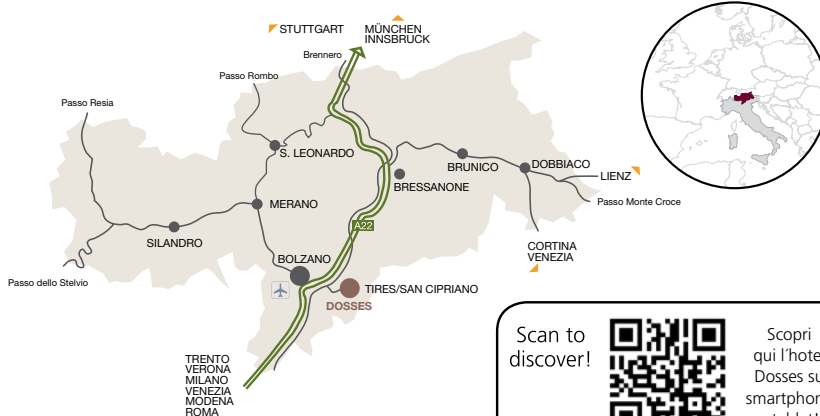 STUTTGART
MÜNCHEN
INNSBRUCK
Brennero
Passo Rombo
Passo Resia
S. LEONARDO
BRUNICO
DOBBIACO
LIENZ
BRESSANONE
Passo Monte Croce
MERANO
SILANDRO
A22
CORTINA
VENEZIA
BOLZANO
Passo dello Stelvio
TIRES/SAN CIPRIANO
DOSSES
Scan to
discover!
Scopri
qui l´hote
Dosses su
smartphon
TRENTO
VERONA
MILANO
VENEZIA
MODENA
ROMA